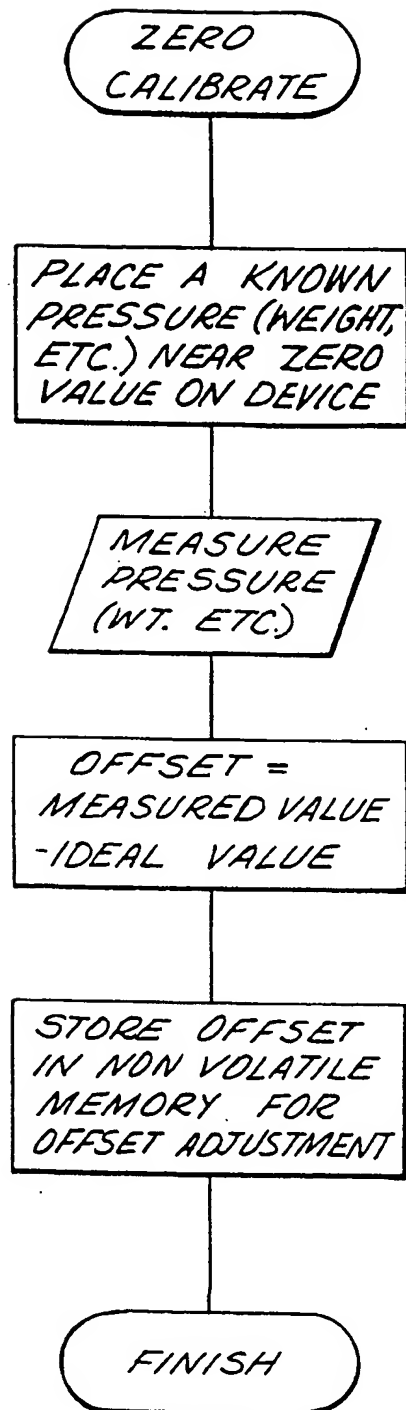 ZERO
CALIBRATE
PLACE A KNOWN
PRESSURE (WEIGHT,
ETC.) NEAR ZERO
VALUE ON DEVICE
MEASURE
PRESSURE
(WT. ETC.)
OFFSET =
MEASURED VALUE
-IDEAL VALUE
STORE OFFSET
IN NON VOLATILE
MEMORY FOR
OFFSET ADJUSTMENT
FINISH